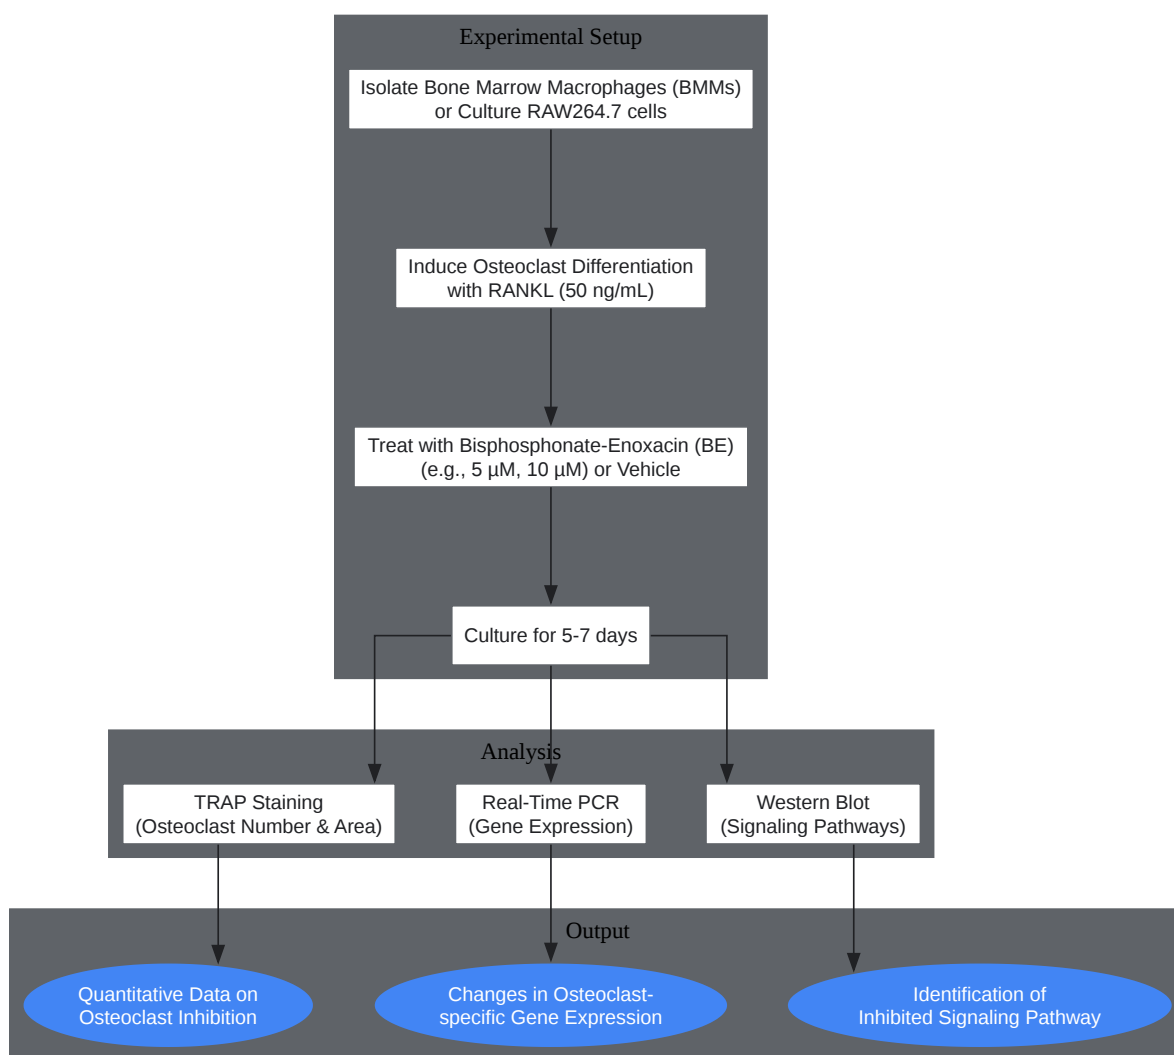 Experimental Setup
Isolate Bone Marrow Macrophages (BMMs)
or Culture RAW264.7 cells
Induce Osteoclast Differentiation
with RANKL (50 ng/mL)
Treat with Bisphosphonate-Enoxacin (BE)
(e.g., 5 µM, 10 µM) or Vehicle
Culture for 5-7 days
Analysis
TRAP Staining
(Osteoclast Number & Area)
Real-Time PCR
(Gene Expression)
Western Blot
(Signaling Pathways)
Output
Quantitative Data on
Osteoclast Inhibition
Changes in Osteoclast-
specific Gene Expression
Identification of
Inhibited Signaling Pathway